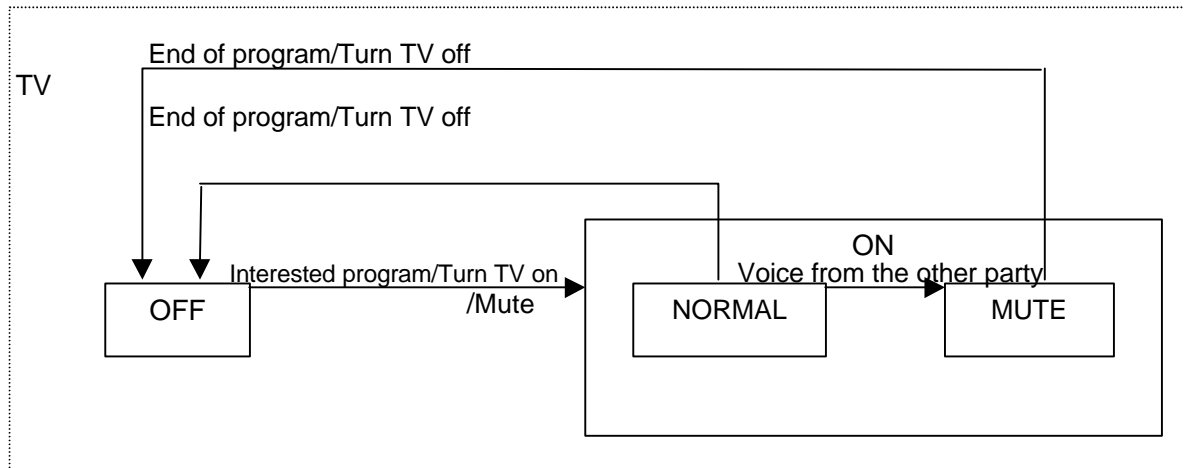 End of program/Turn TV off
TV
End of program/Turn TV off
ON
Interested program/Turn TV on
Voice from the other party
/Mute
OFF
NORMAL
MUTE